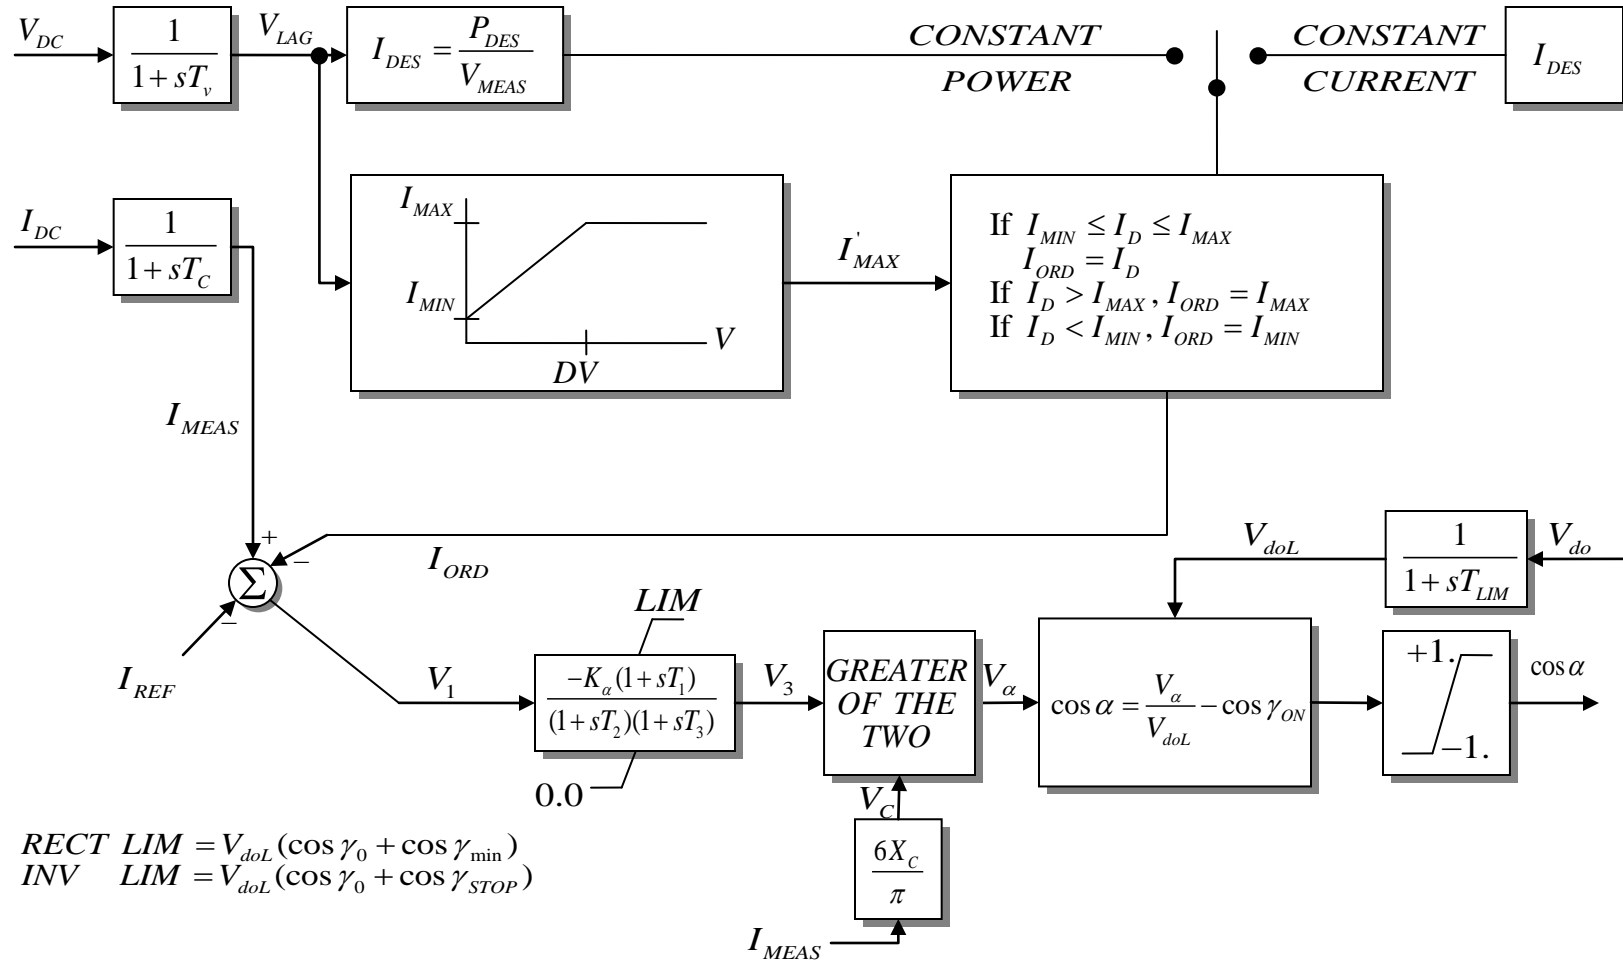 V_DC
1 / (1 + sT_v)
V_LAG
I_DES = P_DES / V_MEAS
CONSTANT
POWER
CONSTANT
CURRENT
I_DES
I_DC
1 / (1 + sT_C)
I_MAX
I_MIN
V
DV
I'_MAX
If I_MIN ≤ I_D ≤ I_MAX
I_ORD = I_D
If I_D > I_MAX, I_ORD = I_MAX
If I_D < I_MIN, I_ORD = I_MIN
I_MEAS
+
−
−
Σ
I_ORD
I_REF
V_1
LIM
−K_α(1 + sT_1) / (1 + sT_2)(1 + sT_3)
0.0
V_3
GREATER
OF THE
TWO
V_α
V_doL
1 / (1 + sT_LIM)
V_do
cos α = V_α / V_doL − cos γ_ON
+1.
−1.
cos α
V_C
6X_C / π
I_MEAS
RECT LIM = V_doL(cos γ_0 + cos γ_min)
INV LIM = V_doL(cos γ_0 + cos γ_STOP)